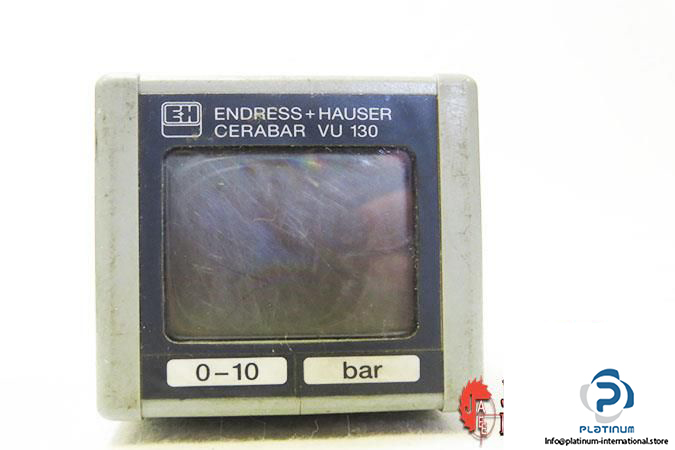 EH ENDRESS+HAUSER
CERABAR VU 130
0–10 bar
PLATINUM
Info@platinum-international.store